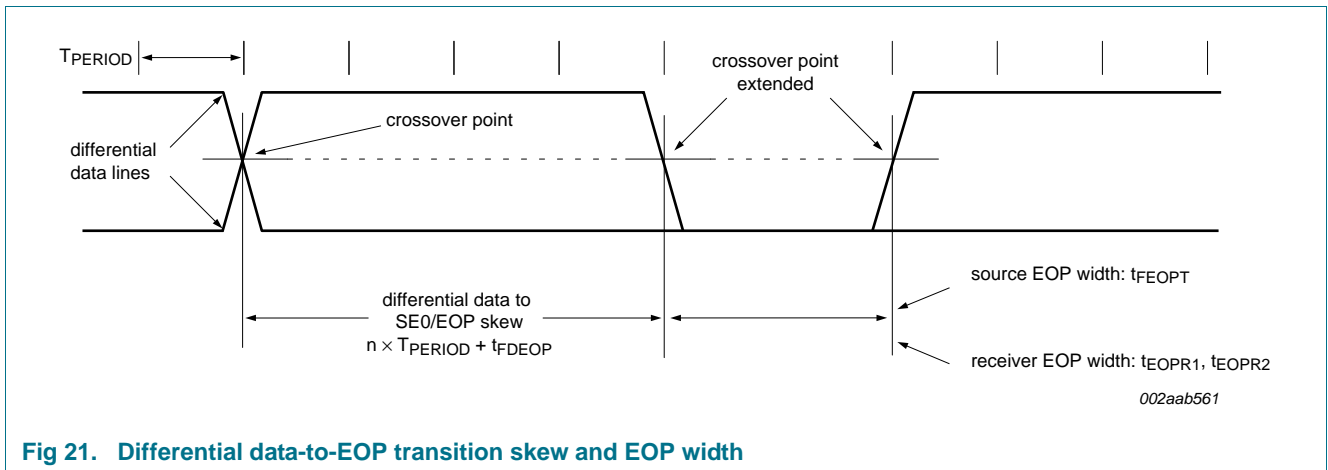 TPERIOD
crossover point
extended
crossover point
differential
data lines
source EOP width: tFEOPT
differential data to
SE0/EOP skew
n × TPERIOD + tFDEOP
receiver EOP width: tEOPR1, tEOPR2
002aab561
Fig 21. Differential data-to-EOP transition skew and EOP width